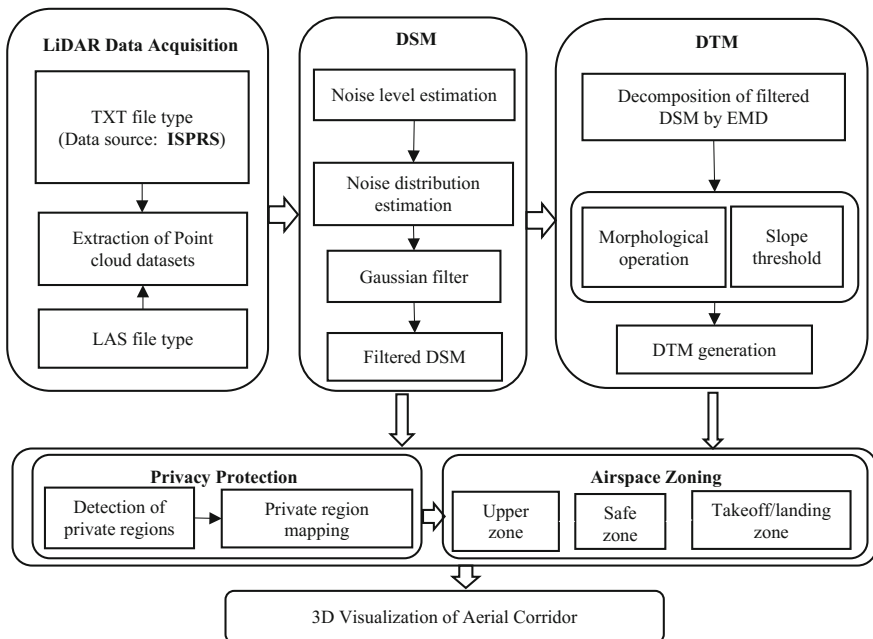 LiDAR Data Acquisition
TXT file type
(Data source: ISPRS)
Extraction of Point
cloud datasets
LAS file type
DSM
Noise level estimation
Noise distribution
estimation
Gaussian filter
Filtered DSM
DTM
Decomposition of filtered
DSM by EMD
Morphological
operation
Slope
threshold
DTM generation
Privacy Protection
Detection of
private regions
Private region
mapping
Airspace Zoning
Upper
zone
Safe
zone
Takeoff/landing
zone
3D Visualization of Aerial Corridor